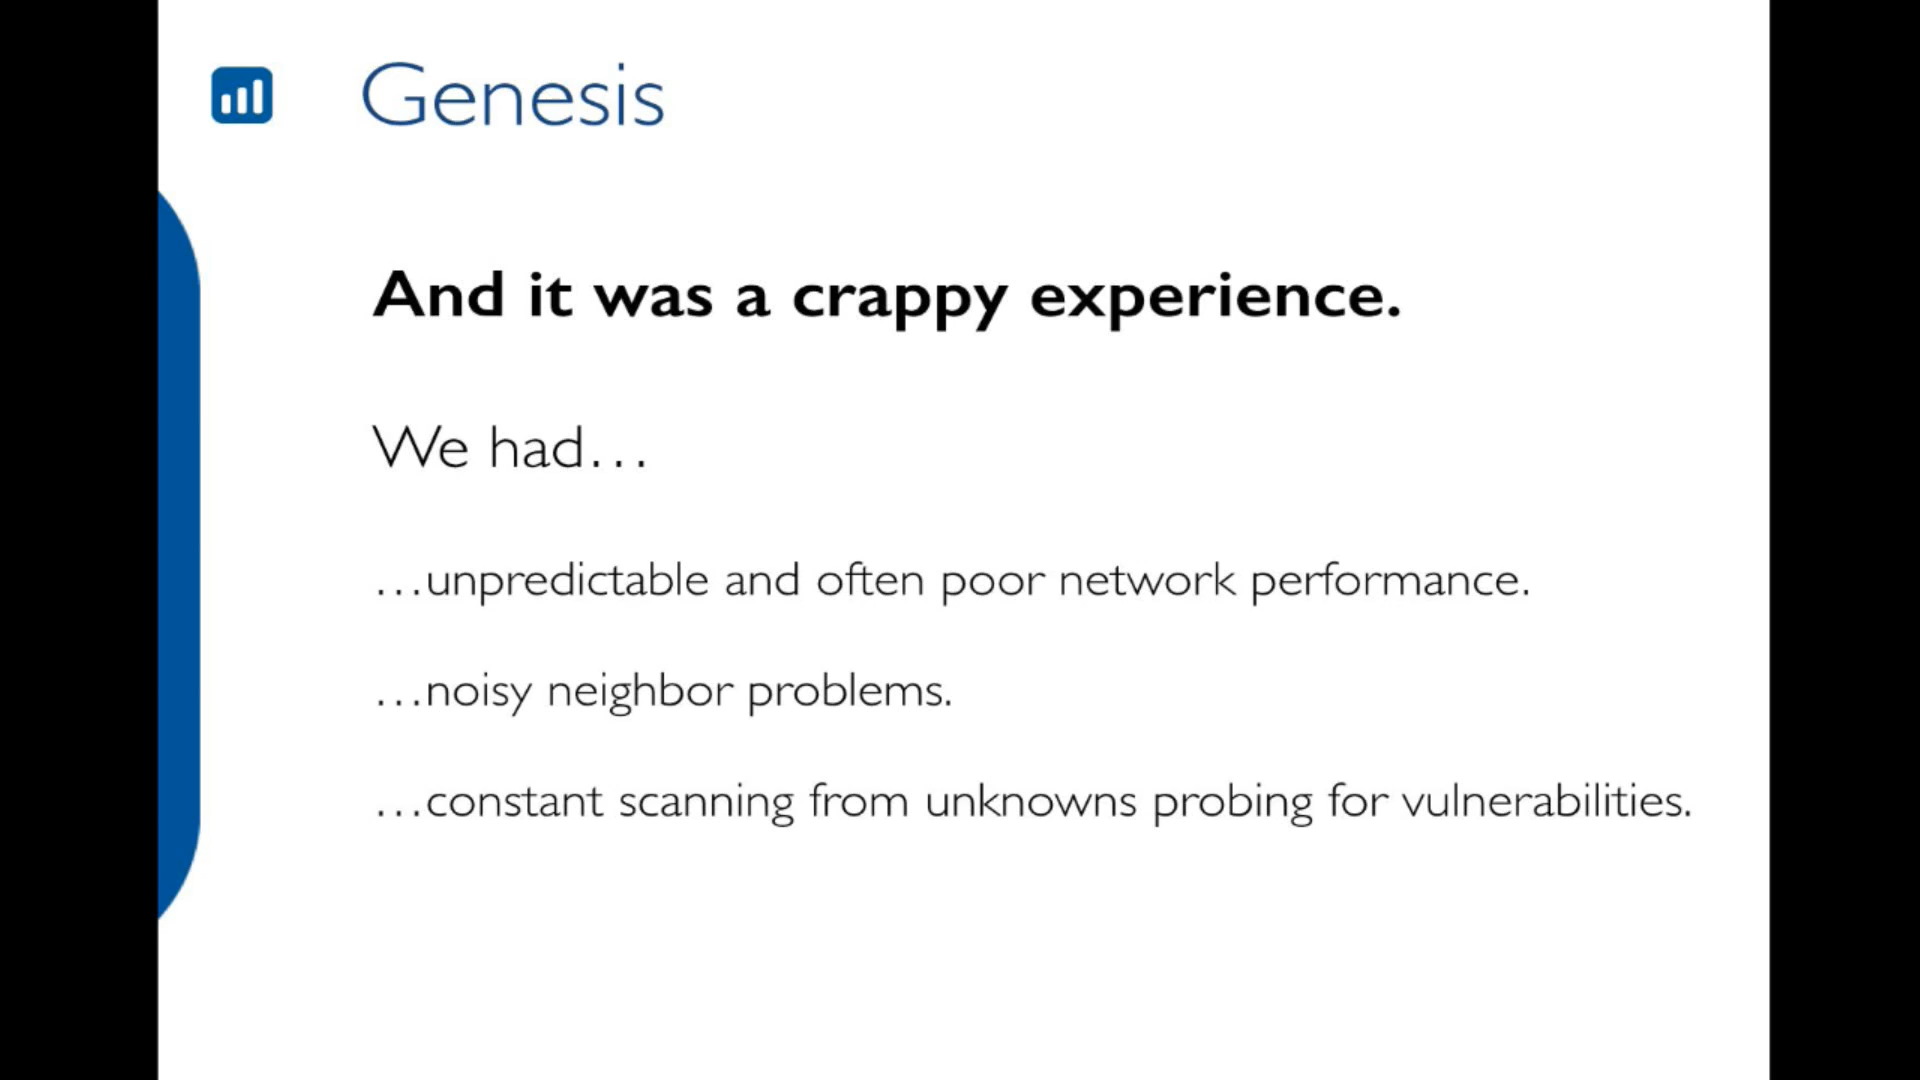 Genesis
And it was a crappy experience.
We had…
…unpredictable and often poor network performance.
…noisy neighbor problems.
…constant scanning from unknowns probing for vulnerabilities.